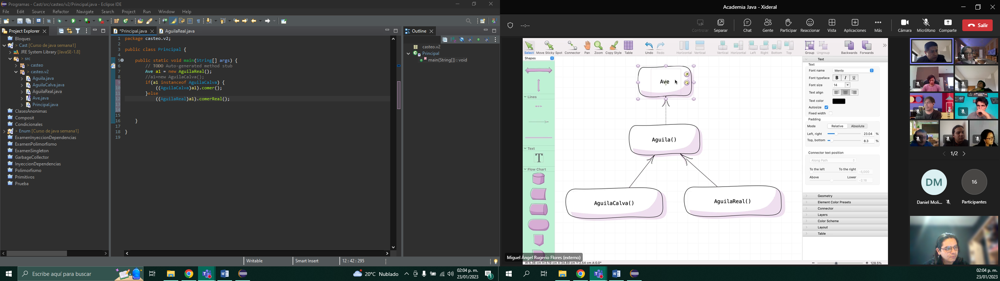 Programas - Cast/src/casteo/v2/Principal.java - Eclipse IDE
File Edit Source Refactor Navigate Search Project Run Window Help
Project Explorer
Bloques
> Cast [Curso de java semana1]
JRE System Library [JavaSE-1.8]
> src
> casteo
> casteo.v2
Aguila.java
AguilaCalva.java
AguilaReal.java
Ave.java
Principal.java
ClasesAnonimas
Composit
Condicionales
> Enum [Curso de java semana1]
ExamenInyeccionDependencias
ExamenPolimorfismo
ExamenSingleton
GarbageCollector
InyeccionDependencias
Polimorfismo
Primitivos
Prueba
*Principal.java AguilaReal.java
1 package casteo.v2;
2
3 public class Principal {
4
5 public static void main(String[] args) {
6 // TODO Auto-generated method stub
7 Ave a1 = new AguilaReal();
8 //a1=new AguilaCalva();
9 if(a1 instanceof AguilaCalva) {
10 ((AguilaCalva)a1).comer();
11 }else
12 ((AguilaReal)a1).comerReal();
13
14
15
16 }
17
18 }
19
Outline
casteo.v2
Principal
main(String[]) : void
Writable Smart Insert 12 : 42 : 295
Escribe aquí para buscar
20°C Nublado
02:04 p. m.
23/01/2023
1
Academia Java - Xideral
--:--
Controlar Separar Chat Gente Participar Reaccionar Vista Aplicaciones Más Cámara Micrófono Comparte Salir
Select Move Sticky Spot Connector Pan Zoom Copy Style Table Undo Redo Horizontal Vertical Vertical Horizontal Left Right Bottom Top Group Ungroup Backwards Forwards
Shapes
Lines
Text
T
Flow Chart
Ave
Aguila()
AguilaCalva()
AguilaReal()
Text
Text
Font name Menlo
Font typeface B I U
Font size 14
Text align
Text color
Autosize
Fixed width
Padding
Mode Relative Absolute
Left, right 23.04 %
Top, bottom 8.3 %
Connector text position
Along Path
To the left To the right -5,000
Above Lower -2.18
Geometry
Element Color Presets
Connector
Layers
Color Scheme
Layout
Table
Miguel Ángel Rugerio Flores (externo)
W:5.36 cm H:3.19 cm X:34.89 cm Y:2.54 cm A:0.0°
128.5%
1/2
DM
Daniel Moli...
16
Participantes
02:04 p. m.
23/01/2023